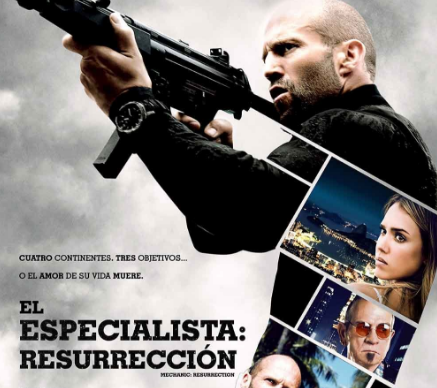 CUATRO CONTINENTES. TRES OBJETIVOS...
O EL AMOR DE SU VIDA MUERE.
EL
ESPECIALISTA:
RESURRECCIÓN
MECHANIC: RESURRECTION